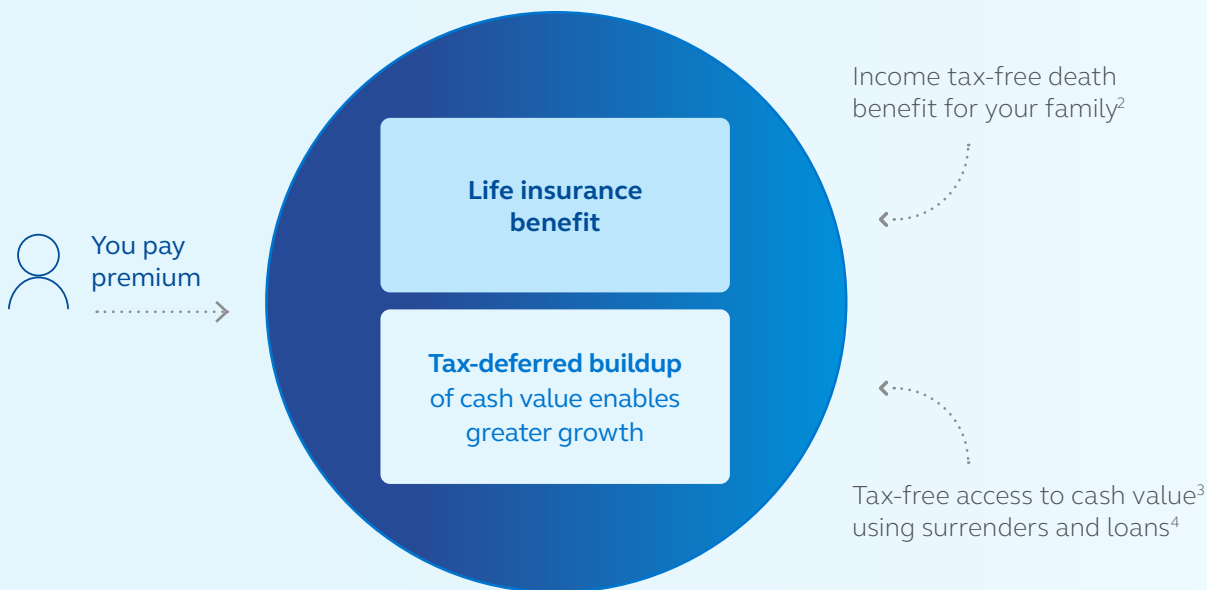 You pay
premium
Life insurance
benefit
Tax-deferred buildup
of cash value enables
greater growth
Income tax-free death
benefit for your family²
Tax-free access to cash value³
using surrenders and loans⁴